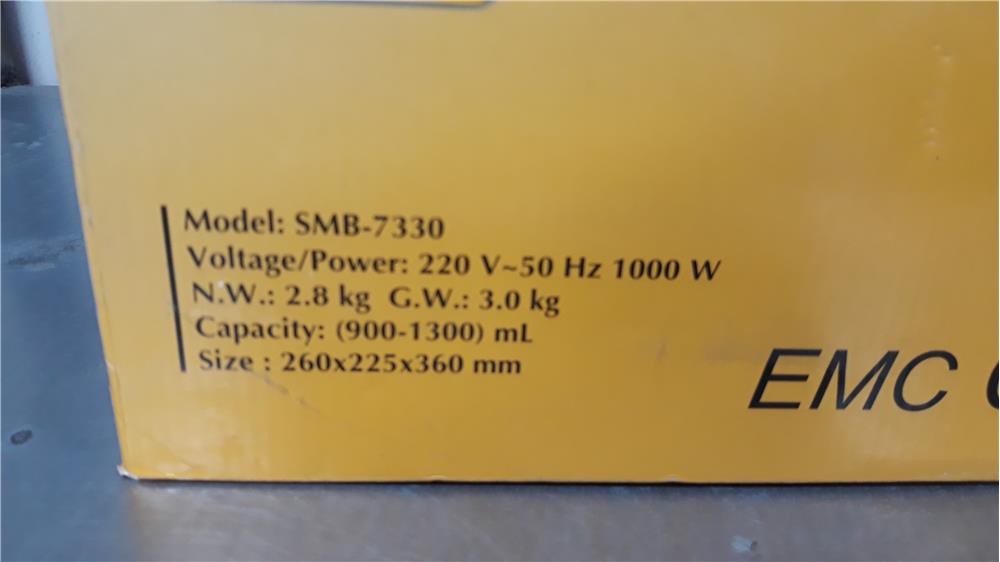 Model: SMB-7330
Voltage/Power: 220 V~50 Hz 1000 W
N.W.: 2.8 kg G.W.: 3.0 kg
Capacity: (900-1300) mL
Size : 260x225x360 mm
EMC